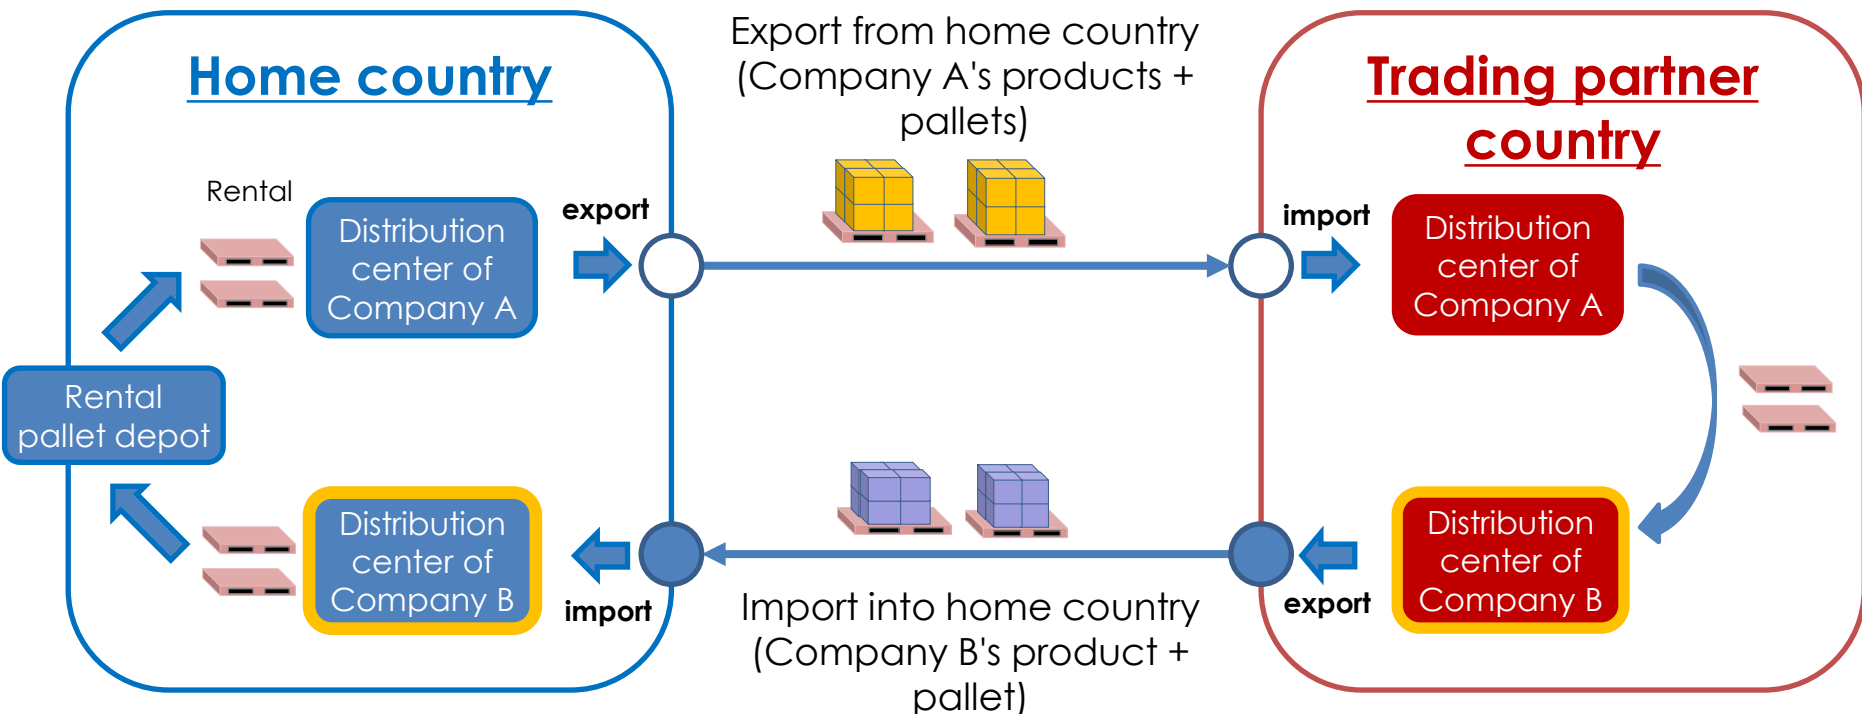 Home country
Export from home country
(Company A's products +
pallets)
Trading partner
country
Rental
Distribution
center of
Company A
export
import
Distribution
center of
Company A
Rental
pallet depot
Distribution
center of
Company B
import
Import into home country
(Company B's product +
pallet)
export
Distribution
center of
Company B